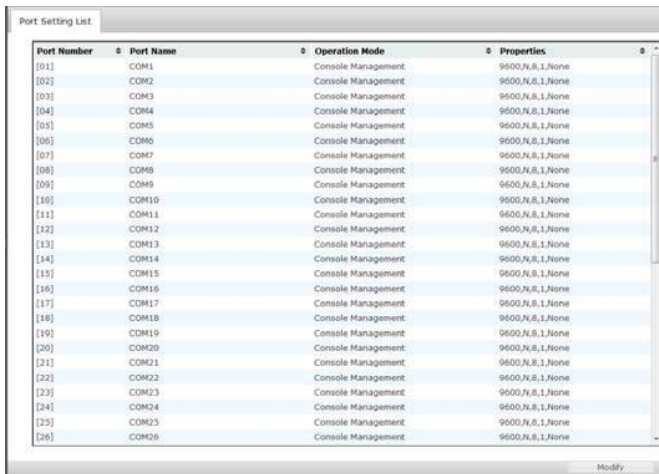 Port Setting List
Port Number Port Name Operation Mode Properties
[01] COM1 Console Management 9600,N,8,1,None
[02] COM2 Console Management 9600,N,8,1,None
[03] COM3 Console Management 9600,N,8,1,None
[04] COM4 Console Management 9600,N,8,1,None
[05] COM5 Console Management 9600,N,8,1,None
[06] COM6 Console Management 9600,N,8,1,None
[07] COM7 Console Management 9600,N,8,1,None
[08] COM8 Console Management 9600,N,8,1,None
[09] COM9 Console Management 9600,N,8,1,None
[10] COM10 Console Management 9600,N,8,1,None
[11] COM11 Console Management 9600,N,8,1,None
[12] COM12 Console Management 9600,N,8,1,None
[13] COM13 Console Management 9600,N,8,1,None
[14] COM14 Console Management 9600,N,8,1,None
[15] COM15 Console Management 9600,N,8,1,None
[16] COM16 Console Management 9600,N,8,1,None
[17] COM17 Console Management 9600,N,8,1,None
[18] COM18 Console Management 9600,N,8,1,None
[19] COM19 Console Management 9600,N,8,1,None
[20] COM20 Console Management 9600,N,8,1,None
[21] COM21 Console Management 9600,N,8,1,None
[22] COM22 Console Management 9600,N,8,1,None
[23] COM23 Console Management 9600,N,8,1,None
[24] COM24 Console Management 9600,N,8,1,None
[25] COM25 Console Management 9600,N,8,1,None
[26] COM26 Console Management 9600,N,8,1,None
Modify